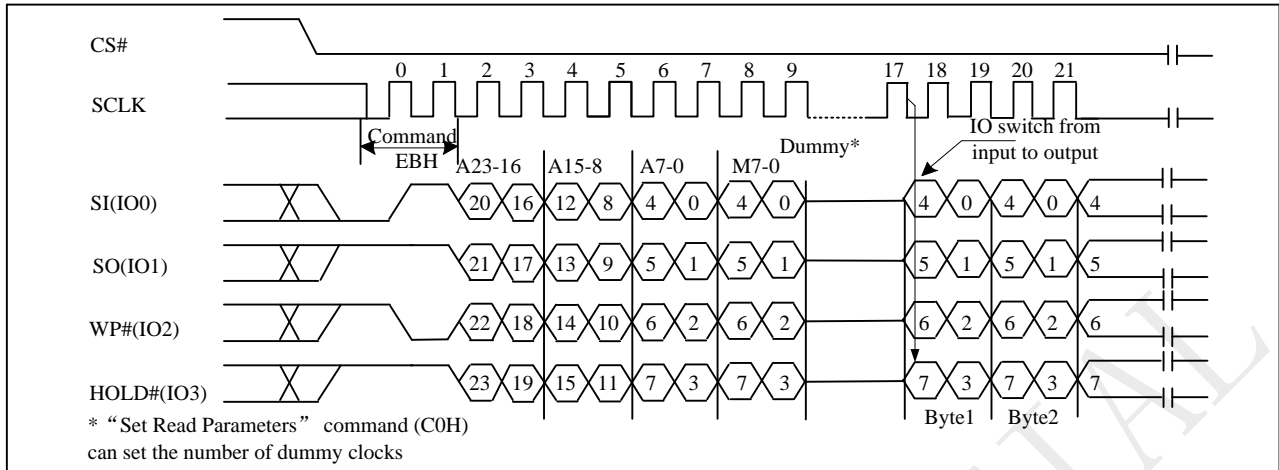 CS#
0 1 2 3 4 5 6 7 8 9 17 18 19 20 21
SCLK
Command
EBH
Dummy*
IO switch from
input to output
A23-16 A15-8 A7-0 M7-0
SI(IO0) 20 16 12 8 4 0 4 0 4 0 4 0 4
SO(IO1) 21 17 13 9 5 1 5 1 5 1 5 1 5
WP#(IO2) 22 18 14 10 6 2 6 2 6 2 6 2 6
HOLD#(IO3) 23 19 15 11 7 3 7 3 7 3 7 3 7
Byte1 Byte2
* “Set Read Parameters” command (C0H)
can set the number of dummy clocks